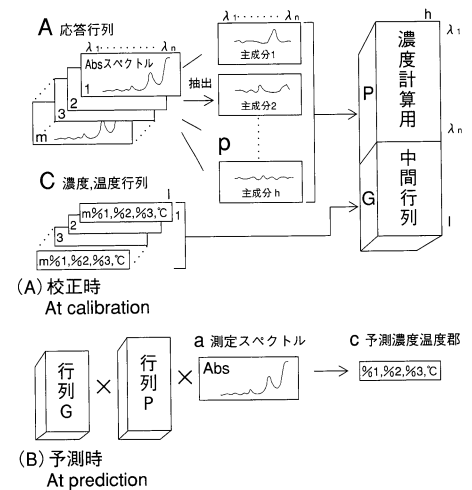 A 応答行列
λ₁ ········ λn
Absスペクトル
1
2
3
m
抽出
λ₁ ···· λn
主成分1
主成分2
p
主成分h
h
λ₁
P 濃度計算用
λn
G 中間行列
l
C 濃度,温度行列
l
m%1,%2,%3,℃
1
2
3
m%1,%2,%3,℃
(A)校正時
At calibration
行列G
×
行列P
×
a 測定スペクトル
Abs
c 予測濃度温度郡
%1,%2,%3,℃
(B)予測時
At prediction